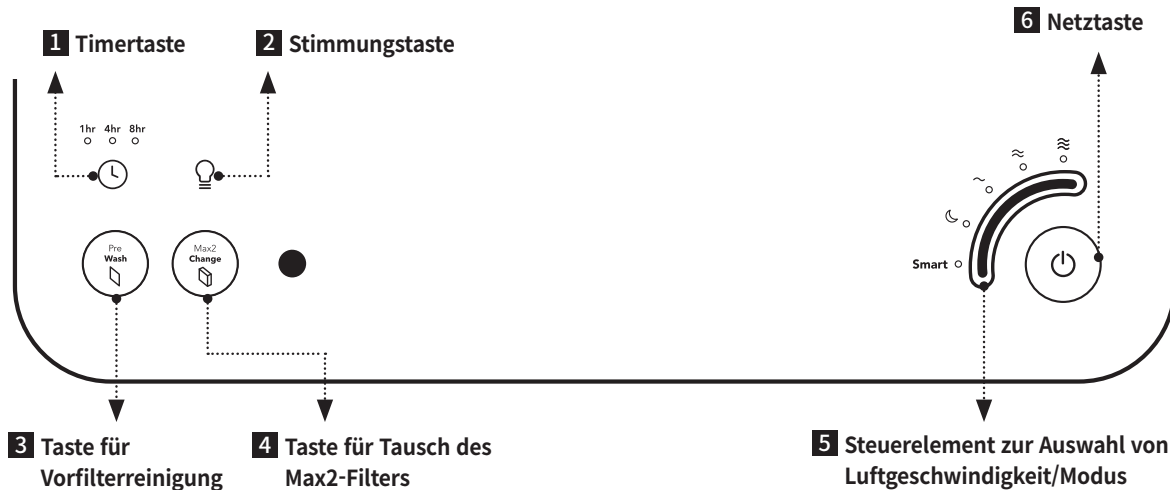 1 Timertaste
2 Stimmungstaste
6 Netztaste
1hr 4hr 8hr
Pre
Wash
Max2
Change
Smart
3 Taste für
Vorfilterreinigung
4 Taste für Tausch des
Max2-Filters
5 Steuerelement zur Auswahl von
Luftgeschwindigkeit/Modus